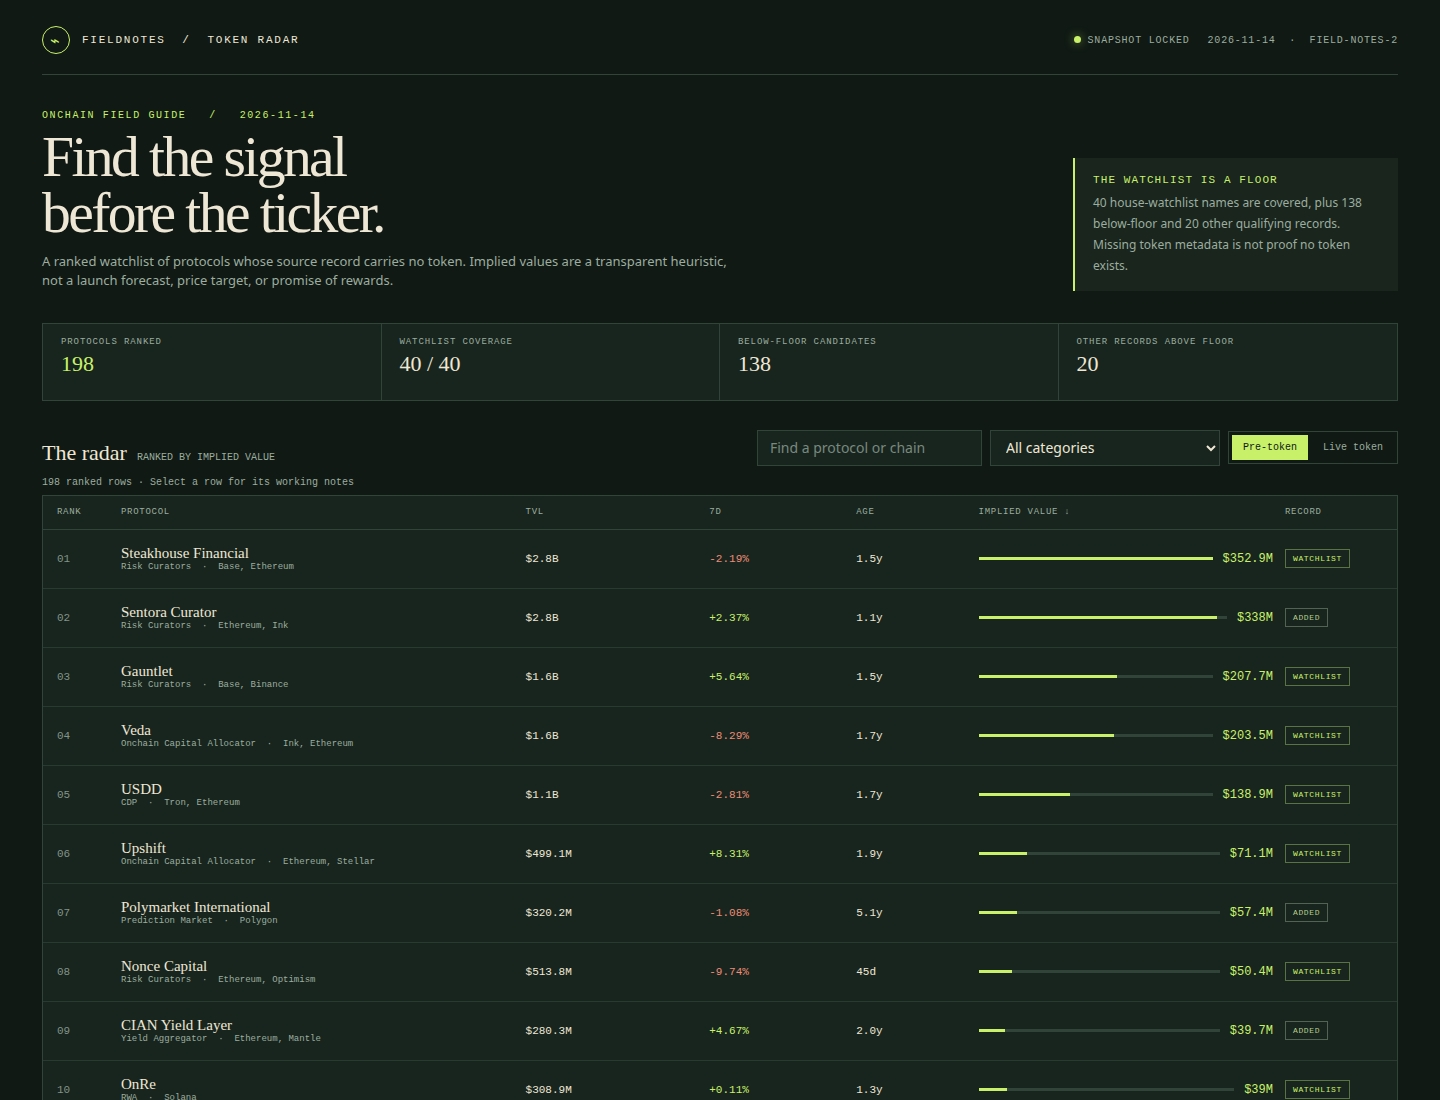 FIELDNOTES / TOKEN RADAR
SNAPSHOT LOCKED 2026-11-14 · FIELD-NOTES-2
ONCHAIN FIELD GUIDE / 2026-11-14
Find the signal
before the ticker.
A ranked watchlist of protocols whose source record carries no token. Implied values are a transparent heuristic,
not a launch forecast, price target, or promise of rewards.
THE WATCHLIST IS A FLOOR
40 house-watchlist names are covered, plus 138
below-floor and 20 other qualifying records.
Missing token metadata is not proof no token
exists.
PROTOCOLS RANKED
198
WATCHLIST COVERAGE
40 / 40
BELOW-FLOOR CANDIDATES
138
OTHER RECORDS ABOVE FLOOR
20
The radar RANKED BY IMPLIED VALUE
Find a protocol or chain
All categories
Pre-token Live token
198 ranked rows · Select a row for its working notes
RANK PROTOCOL TVL 7D AGE IMPLIED VALUE ↓ RECORD
01 Steakhouse Financial $2.8B -2.19% 1.5y $352.9M WATCHLIST
Risk Curators · Base, Ethereum
02 Sentora Curator $2.8B +2.37% 1.1y $338M ADDED
Risk Curators · Ethereum, Ink
03 Gauntlet $1.6B +5.64% 1.5y $207.7M WATCHLIST
Risk Curators · Base, Binance
04 Veda $1.6B -8.29% 1.7y $203.5M WATCHLIST
Onchain Capital Allocator · Ink, Ethereum
05 USDD $1.1B -2.81% 1.7y $138.9M WATCHLIST
CDP · Tron, Ethereum
06 Upshift $499.1M +8.31% 1.9y $71.1M WATCHLIST
Onchain Capital Allocator · Ethereum, Stellar
07 Polymarket International $320.2M -1.08% 5.1y $57.4M ADDED
Prediction Market · Polygon
08 Nonce Capital $513.8M -9.74% 45d $50.4M WATCHLIST
Risk Curators · Ethereum, Optimism
09 CIAN Yield Layer $280.3M +4.67% 2.0y $39.7M ADDED
Yield Aggregator · Ethereum, Mantle
10 OnRe $308.9M +0.11% 1.3y $39M WATCHLIST
RWA · Solana